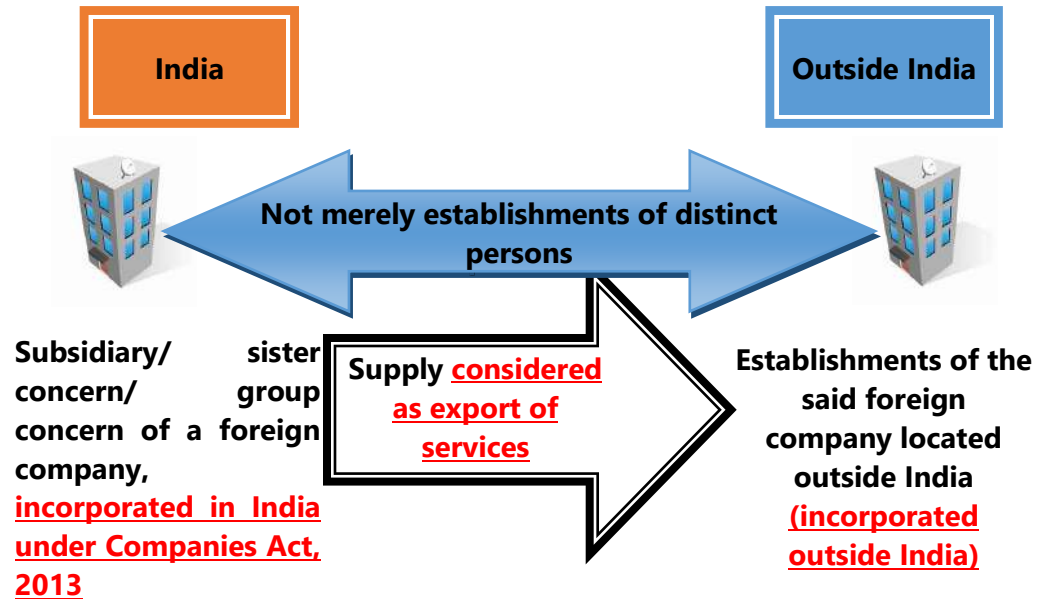 India
Outside India
Not merely establishments of distinct
persons
Subsidiary/ sister
concern/ group
concern of a foreign
company,
incorporated in India
under Companies Act,
2013
Supply considered
as export of
services
Establishments of the
said foreign
company located
outside India
(incorporated
outside India)